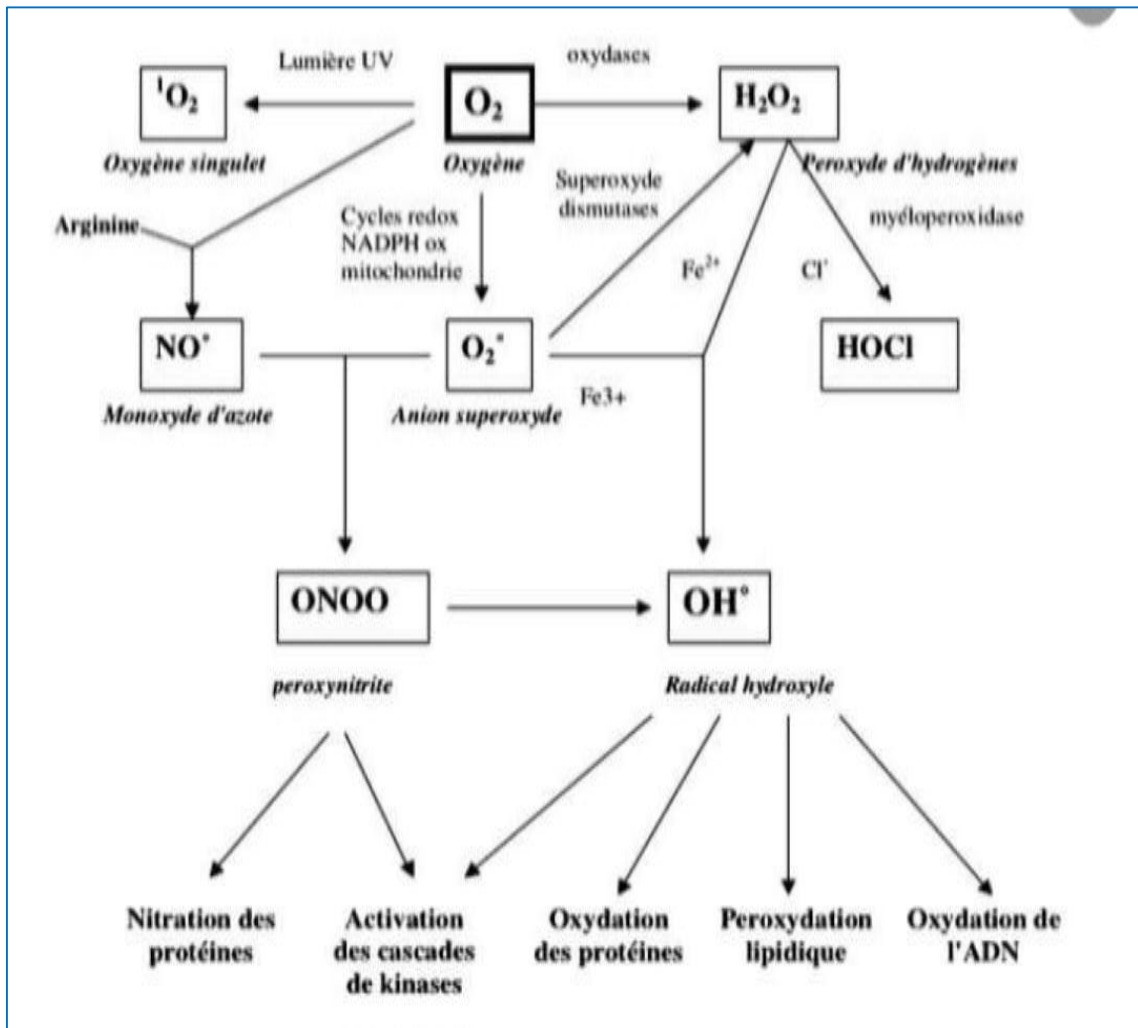 Lumière UV
oxydases
¹O₂
O₂
H₂O₂
Oxygène singulet
Oxygène
Peroxyde d'hydrogènes
Arginine
Cycles redox
NADPH ox
mitochondrie
Superoxyde
dismutases
myéloperoxidase
Fe²⁺
Cl⁻
NO°
O₂°
HOCl
Monoxyde d'azote
Anion superoxyde
Fe3+
ONOO
OH°
peroxynitrite
Radical hydroxyle
Nitration des
protéines
Activation
des cascades
de kinases
Oxydation
des protéines
Peroxydation
lipidique
Oxydation de
l'ADN